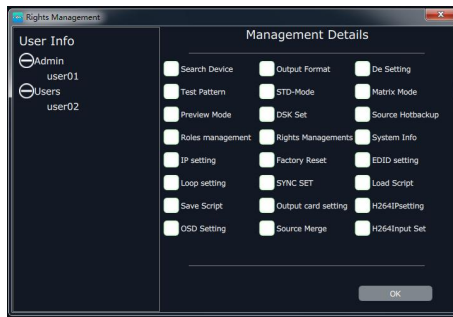 Rights Management
User Info
Admin
user01
Users
user02
Management Details
Search Device Output Format De Setting
Test Pattern STD-Mode Matrix Mode
Preview Mode DSK Set Source Hotbackup
Roles management Rights Managements System Info
IP setting Factory Reset EDID setting
Loop setting SYNC SET Load Script
Save Script Output card setting H264IPsetting
OSD Setting Source Merge H264Input Set
OK